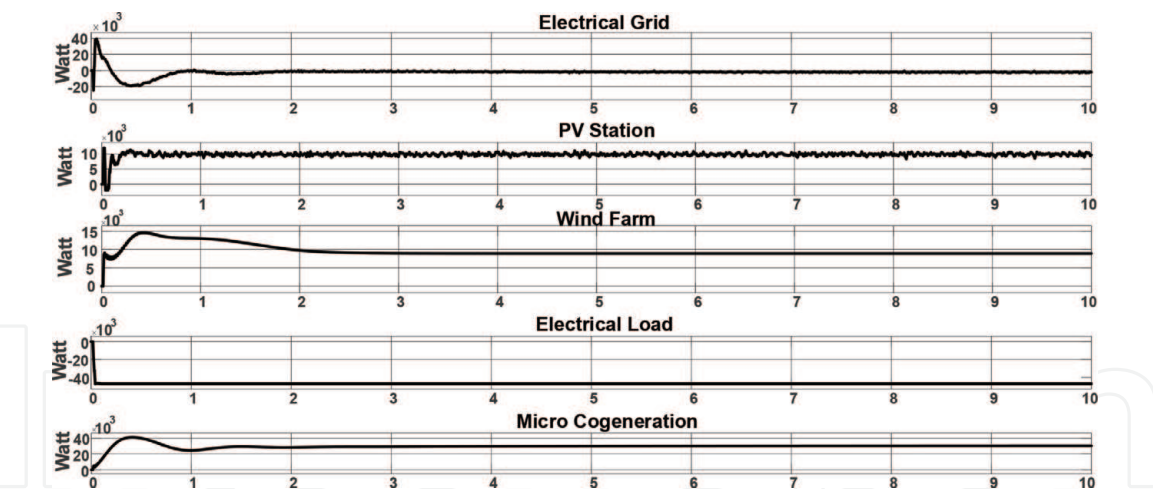 Electrical Grid
×10³
Watt
40
20
0
-20
0 1 2 3 4 5 6 7 8 9 10
PV Station
×10³
Watt
10
5
0
0 1 2 3 4 5 6 7 8 9 10
Wind Farm
×10³
Watt
15
10
5
0
0 1 2 3 4 5 6 7 8 9 10
Electrical Load
×10³
Watt
0
-20
-40
0 1 2 3 4 5 6 7 8 9 10
Micro Cogeneration
×10³
Watt
40
20
0
0 1 2 3 4 5 6 7 8 9 10